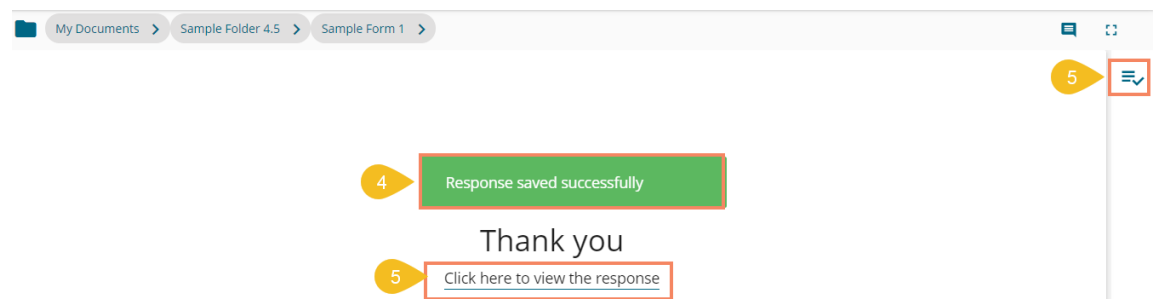 My Documents Sample Folder 4.5 Sample Form 1
5
4 Response saved successfully
Thank you
5 Click here to view the response